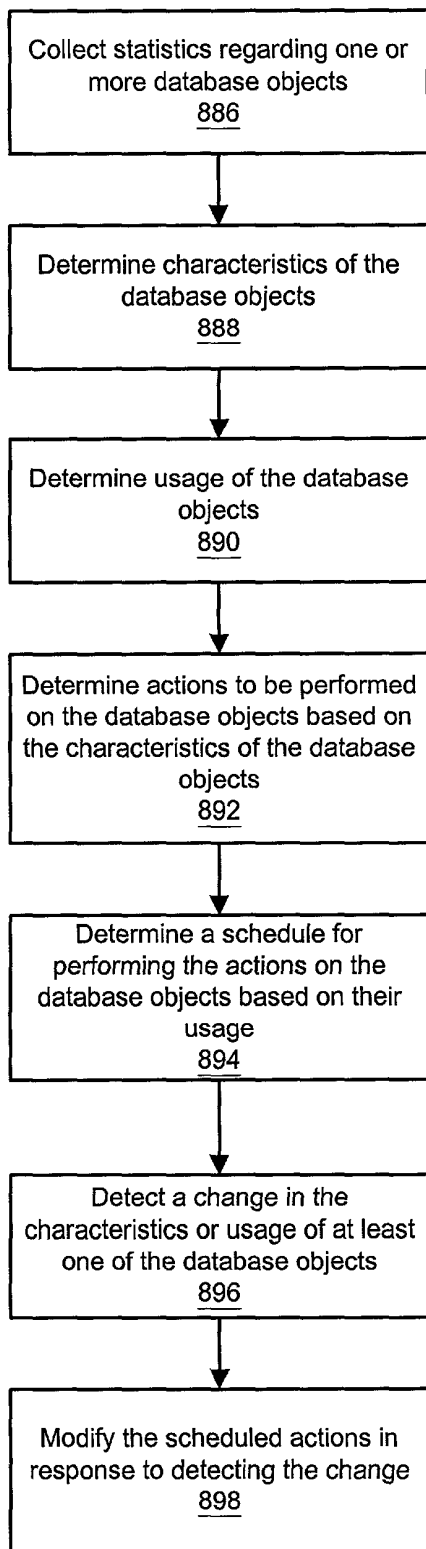 Collect statistics regarding one or
more database objects
886
Determine characteristics of the
database objects
888
Determine usage of the database
objects
890
Determine actions to be performed
on the database objects based on
the characteristics of the database
objects
892
Determine a schedule for
performing the actions on the
database objects based on their
usage
894
Detect a change in the
characteristics or usage of at least
one of the database objects
896
Modify the scheduled actions in
response to detecting the change
898